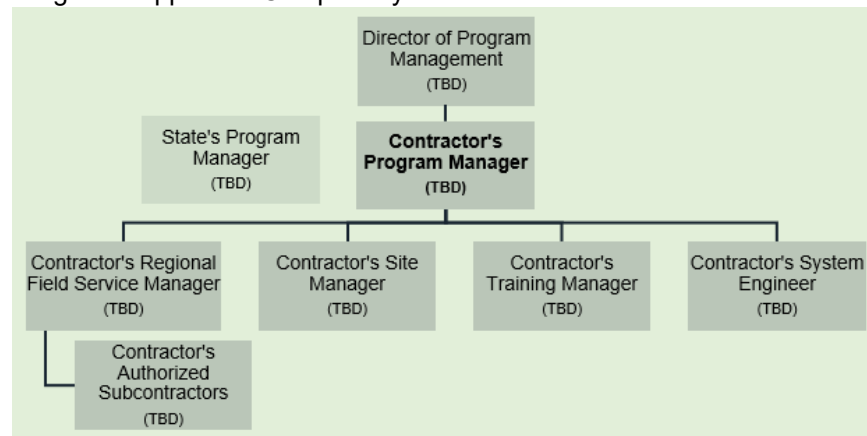 Director of Program
Management
(TBD)
State's Program
Manager
(TBD)
Contractor's
Program Manager
(TBD)
Contractor's Regional
Field Service Manager
(TBD)
Contractor's Site
Manager
(TBD)
Contractor's
Training Manager
(TBD)
Contractor's System
Engineer
(TBD)
Contractor's
Authorized
Subcontractors
(TBD)